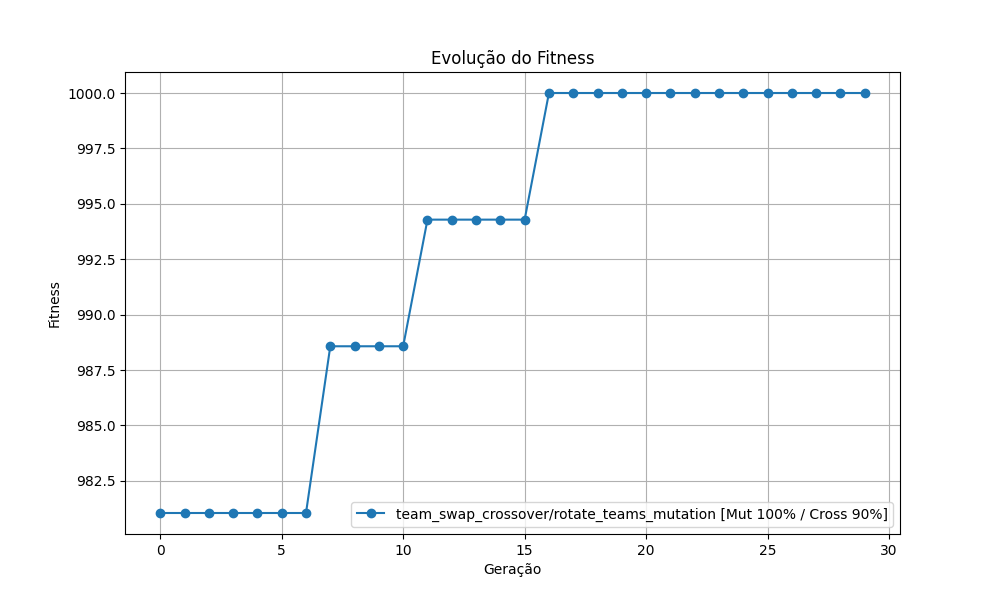 Evolução do Fitness
Fitness
1000.0
997.5
995.0
992.5
990.0
987.5
985.0
982.5
team_swap_crossover/rotate_teams_mutation [Mut 100% / Cross 90%]
0 5 10 15 20 25 30
Geração